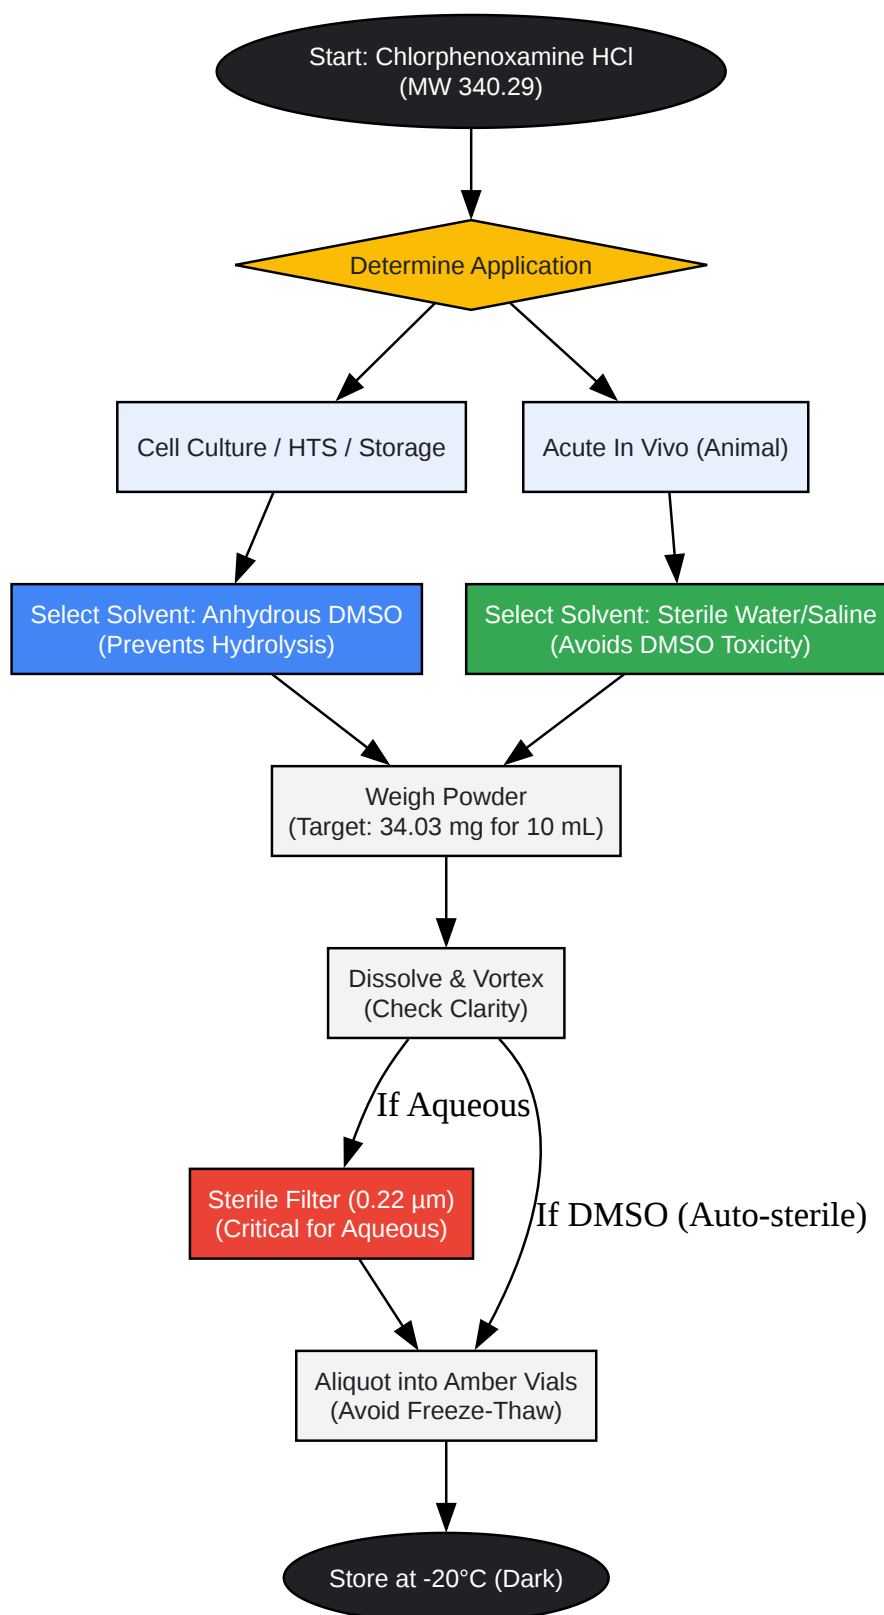 Start: Chlorphenoxamine HCl
(MW 340.29)
Determine Application
Cell Culture / HTS / Storage
Acute In Vivo (Animal)
Select Solvent: Anhydrous DMSO
(Prevents Hydrolysis)
Select Solvent: Sterile Water/Saline
(Avoids DMSO Toxicity)
Weigh Powder
(Target: 34.03 mg for 10 mL)
Dissolve & Vortex
(Check Clarity)
If Aqueous
Sterile Filter (0.22 µm)
(Critical for Aqueous)
If DMSO (Auto-sterile)
Aliquot into Amber Vials
(Avoid Freeze-Thaw)
Store at -20°C (Dark)